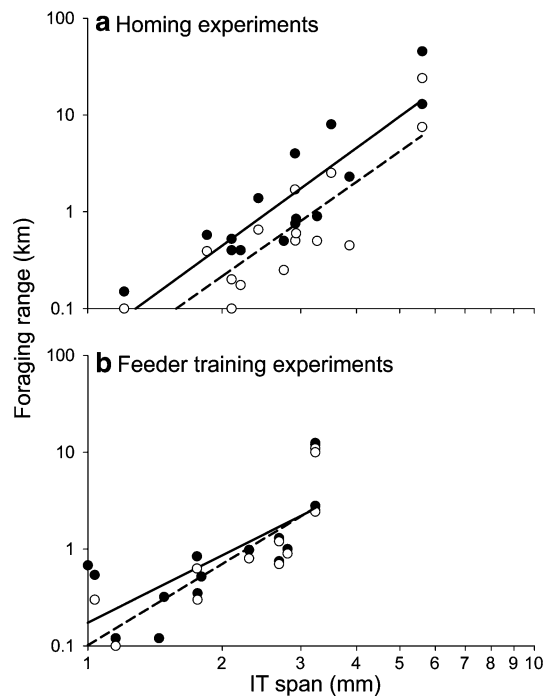 a Homing experiments
100
10
1
0.1
Foraging range (km)
b Feeder training experiments
100
10
1
0.1
1 2 3 4 5 6 7 8 9 10
IT span (mm)